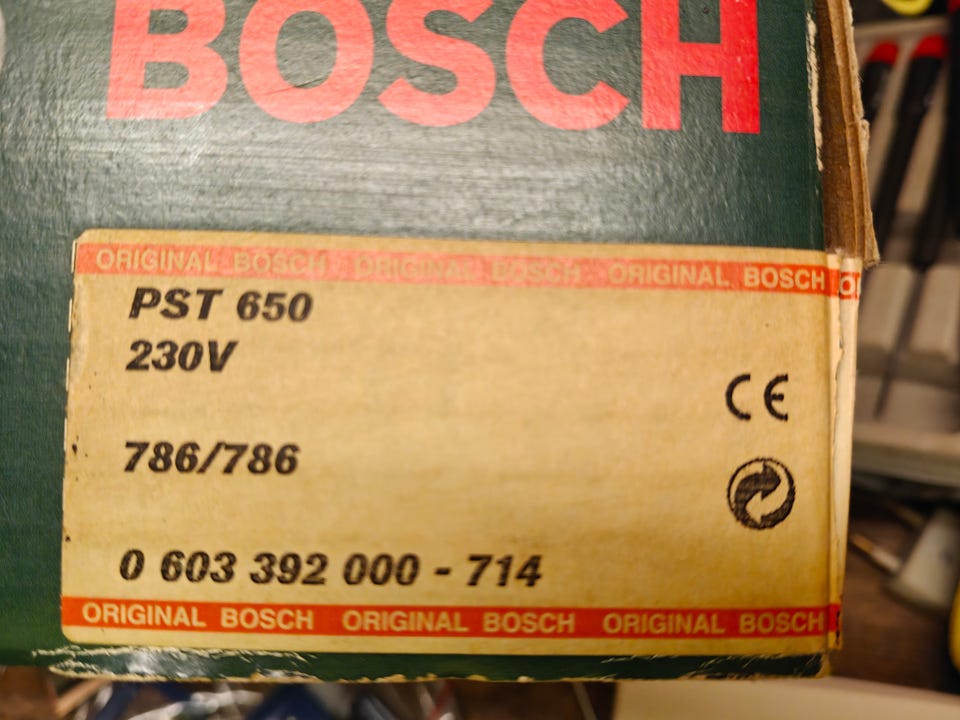 BOSCH
ORIGINAL BOSCH ORIGINAL BOSCH ORIGINAL BOSCH
PST 650
230V
CE
786/786
0 603 392 000 - 714
ORIGINAL BOSCH ORIGINAL BOSCH ORIGINAL BOSCH